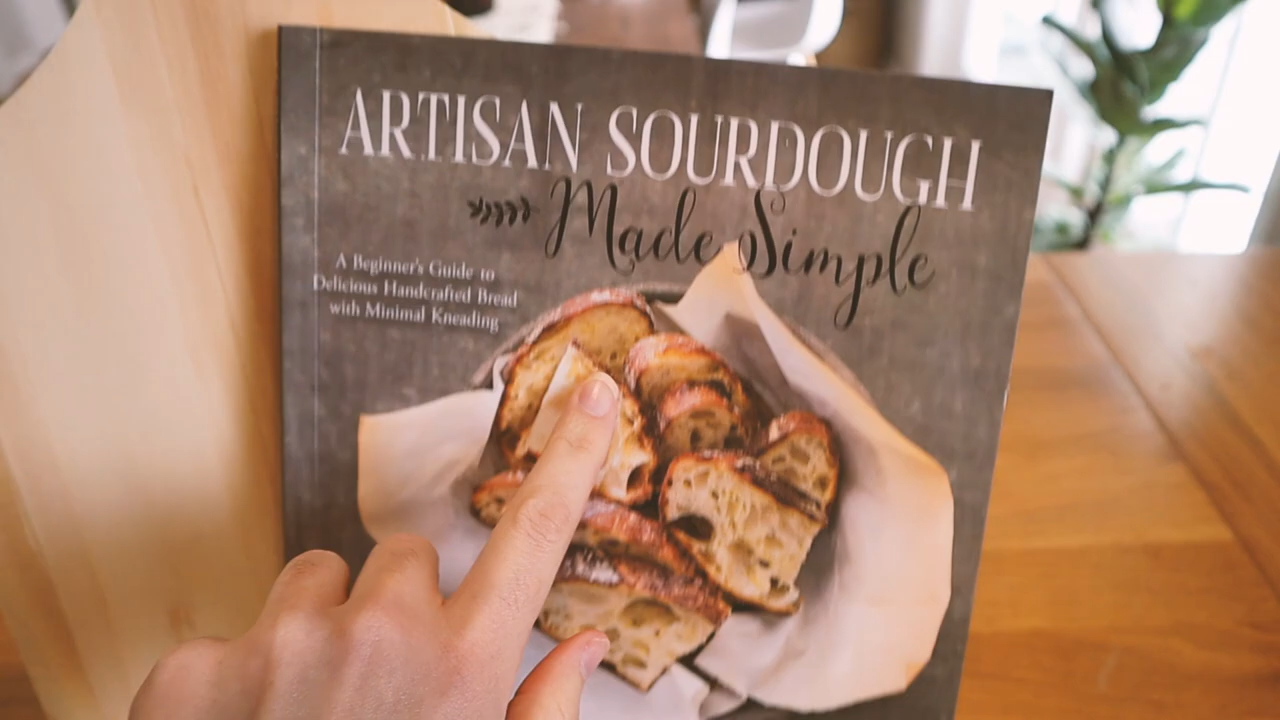 ARTISAN SOURDOUGH
Made Simple
A Beginner's Guide to
Delicious Handcrafted Bread
with Minimal Kneading